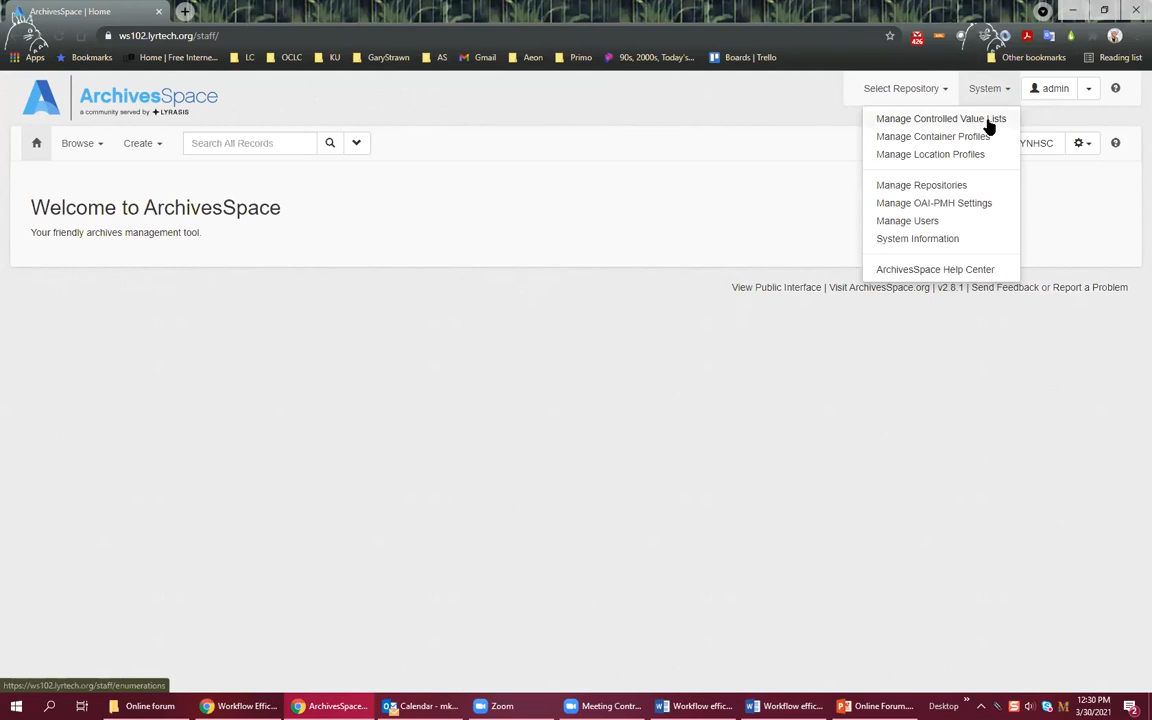 ArchivesSpace | Home
ws102.lyrtech.org/staff/
426
Apps Bookmarks Home | Free Interne... LC OCLC KU GaryStrawn AS Gmail Aeon Primo 90s, 2000s, Today's... Boards | Trello Other bookmarks Reading list
ArchivesSpace
a community served by LYRASIS
Select Repository System admin
Browse Create Search All Records YNHSC
Manage Controlled Value Lists
Manage Container Profiles
Manage Location Profiles
Manage Repositories
Manage OAI-PMH Settings
Manage Users
System Information
ArchivesSpace Help Center
Welcome to ArchivesSpace
Your friendly archives management tool.
View Public Interface | Visit ArchivesSpace.org | v2.8.1 | Send Feedback or Report a Problem
https://ws102.lyrtech.org/staff/enumerations
Online forum Workflow Effic... ArchivesSpace... Calendar - mk... Zoom Meeting Contr... Workflow effic... Workflow effic... Online Forum.... Desktop
12:30 PM
3/30/2021
2